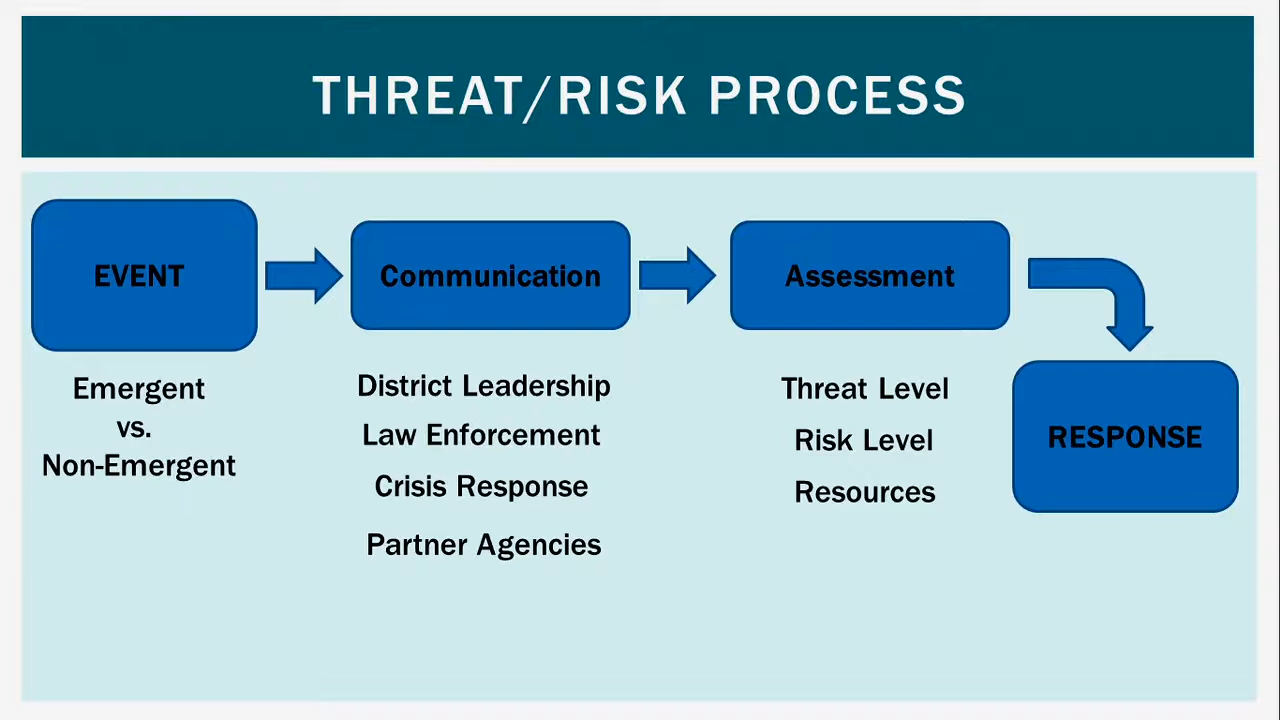 THREAT/RISK PROCESS
EVENT
Emergent
vs.
Non-Emergent
Communication
District Leadership
Law Enforcement
Crisis Response
Partner Agencies
Assessment
Threat Level
Risk Level
Resources
RESPONSE